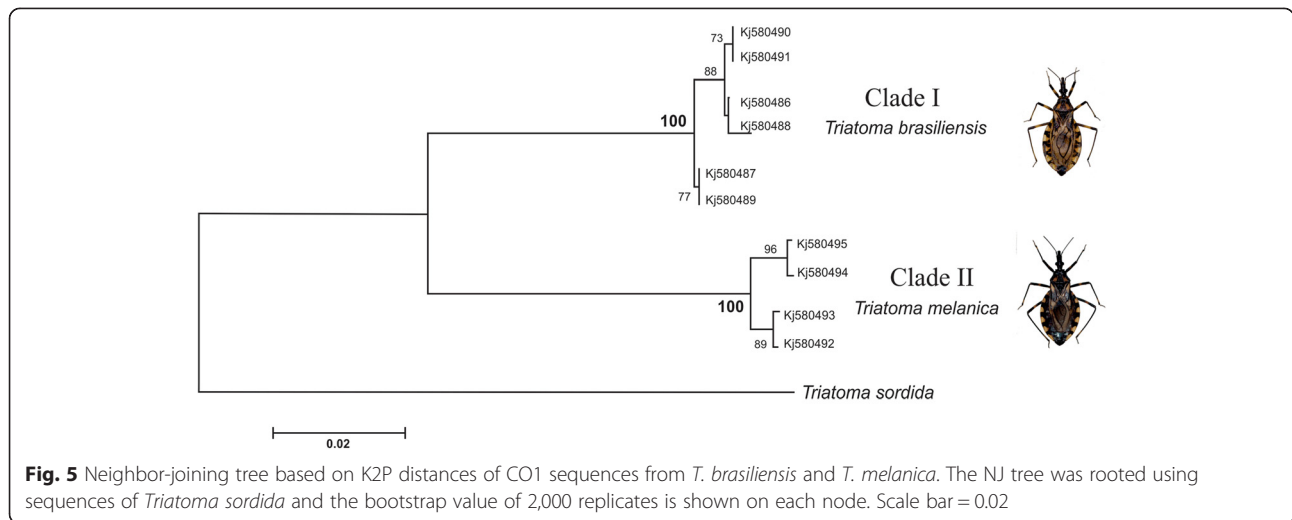 73
Kj580490
Kj580491
88
Kj580486
Kj580488
Clade I
Triatoma brasiliensis
100
Kj580487
77
Kj580489
96
Kj580495
Kj580494
Clade II
Triatoma melanica
100
Kj580493
89
Kj580492
Triatoma sordida
0.02
Fig. 5 Neighbor-joining tree based on K2P distances of CO1 sequences from T. brasiliensis and T. melanica. The NJ tree was rooted using
sequences of Triatoma sordida and the bootstrap value of 2,000 replicates is shown on each node. Scale bar = 0.02